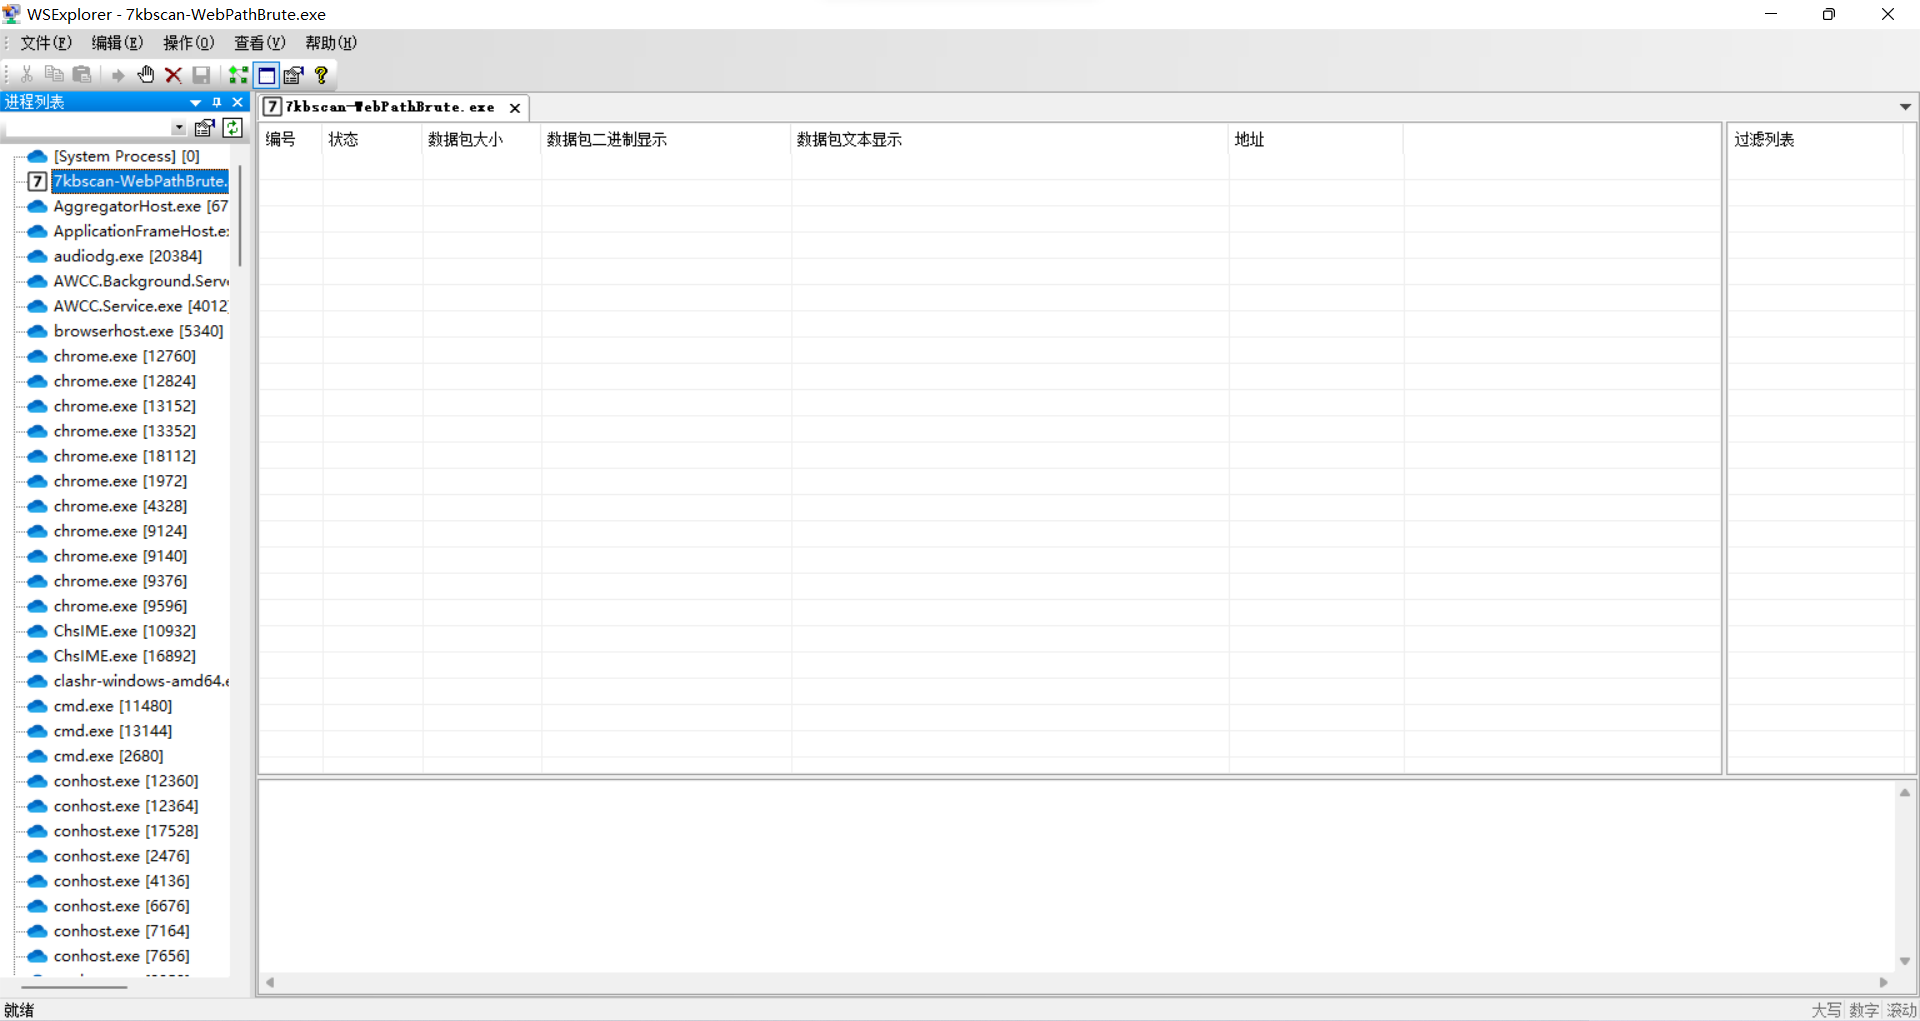 WSExplorer - 7kbscan-WebPathBrute.exe
文件(F) 编辑(E) 操作(O) 查看(V) 帮助(H)
进程列表
7 7kbscan-WebPathBrute.exe
编号 状态 数据包大小 数据包二进制显示 数据包文本显示 地址 过滤列表
[System Process] [0]
7 7kbscan-WebPathBrute.
AggregatorHost.exe [67
ApplicationFrameHost.e
audiodg.exe [20384]
AWCC.Background.Serv
AWCC.Service.exe [4012]
browserhost.exe [5340]
chrome.exe [12760]
chrome.exe [12824]
chrome.exe [13152]
chrome.exe [13352]
chrome.exe [18112]
chrome.exe [1972]
chrome.exe [4328]
chrome.exe [9124]
chrome.exe [9140]
chrome.exe [9376]
chrome.exe [9596]
ChsIME.exe [10932]
ChsIME.exe [16892]
clashr-windows-amd64.e
cmd.exe [11480]
cmd.exe [13144]
cmd.exe [2680]
conhost.exe [12360]
conhost.exe [12364]
conhost.exe [17528]
conhost.exe [2476]
conhost.exe [4136]
conhost.exe [6676]
conhost.exe [7164]
conhost.exe [7656]
就绪 大写 数字 滚动